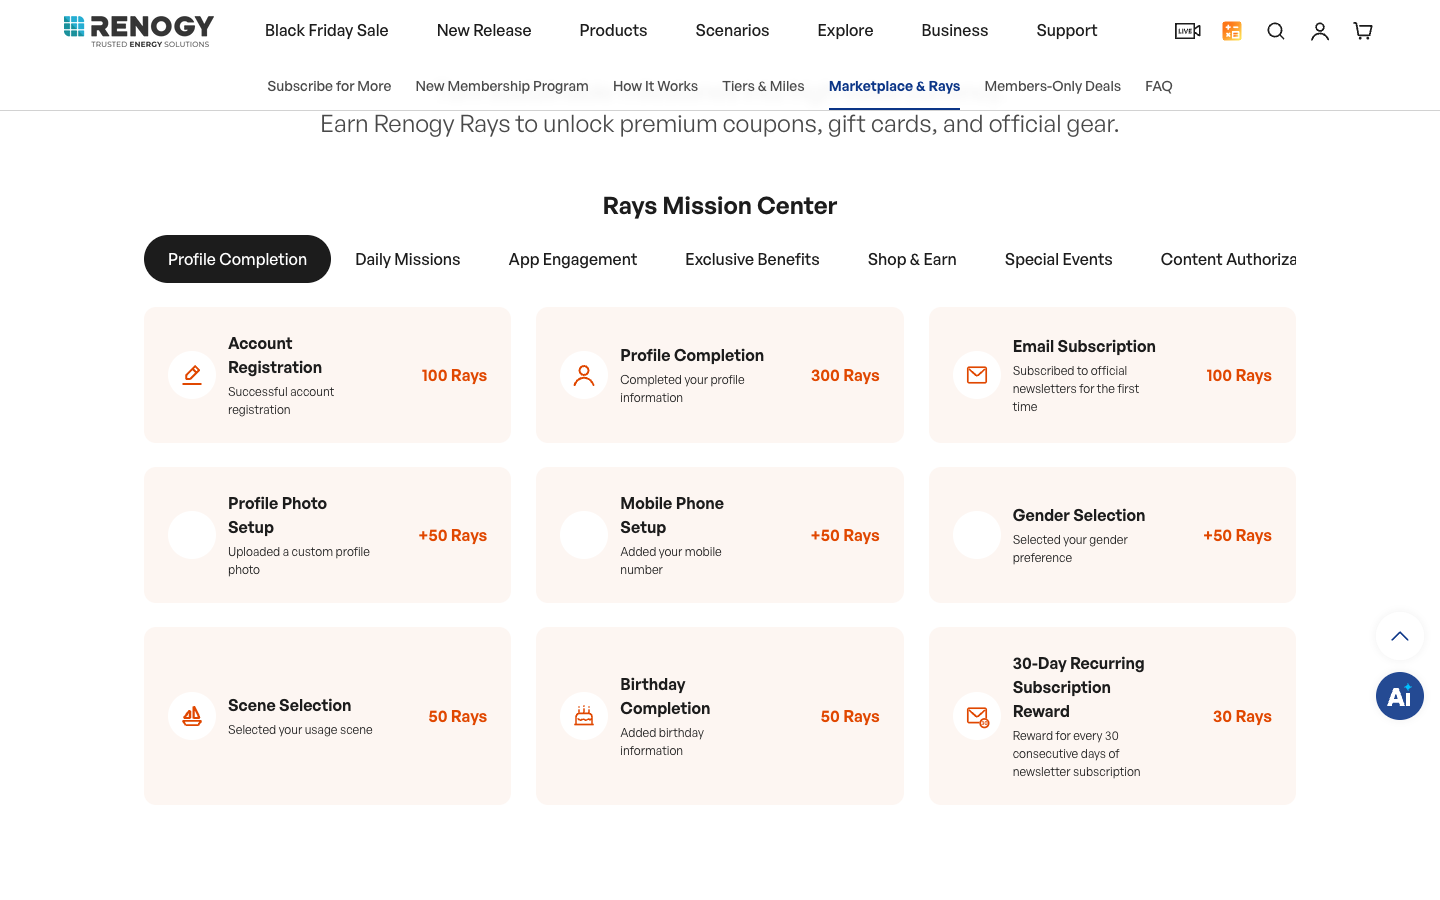 RENOGY
TRUSTED ENERGY SOLUTIONS
Black Friday Sale
New Release
Products
Scenarios
Explore
Business
Support
LIVE
Subscribe for More
New Membership Program
How It Works
Tiers & Miles
Marketplace & Rays
Members-Only Deals
FAQ
Earn Renogy Rays to unlock premium coupons, gift cards, and official gear.
Rays Mission Center
Profile Completion
Daily Missions
App Engagement
Exclusive Benefits
Shop & Earn
Special Events
Content Authoriza
Account
Registration
Successful account
registration
100 Rays
Profile Completion
Completed your profile
information
300 Rays
Email Subscription
Subscribed to official
newsletters for the first
time
100 Rays
Profile Photo
Setup
Uploaded a custom profile
photo
+50 Rays
Mobile Phone
Setup
Added your mobile
number
+50 Rays
Gender Selection
Selected your gender
preference
+50 Rays
Scene Selection
Selected your usage scene
50 Rays
Birthday
Completion
Added birthday
information
50 Rays
30-Day Recurring
Subscription
Reward
Reward for every 30
consecutive days of
newsletter subscription
30 Rays
Ai